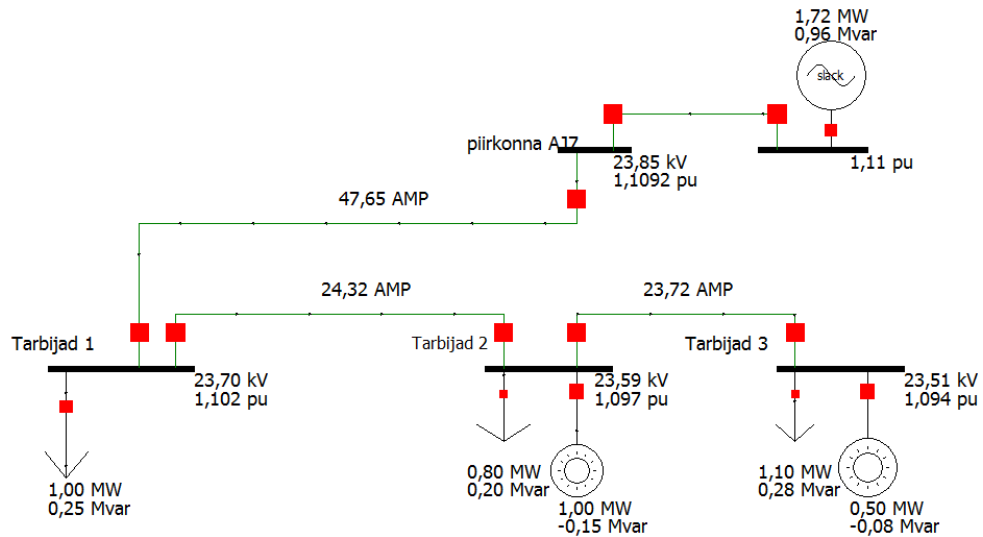 1,72 MW
0,96 Mvar
slack
piirkonna AJ7
23,85 kV
1,1092 pu
1,11 pu
47,65 AMP
24,32 AMP
23,72 AMP
Tarbijad 1
Tarbijad 2
Tarbijad 3
23,70 kV
1,102 pu
23,59 kV
1,097 pu
23,51 kV
1,094 pu
1,00 MW
0,25 Mvar
0,80 MW
0,20 Mvar
1,00 MW
-0,15 Mvar
1,10 MW
0,28 Mvar
0,50 MW
-0,08 Mvar